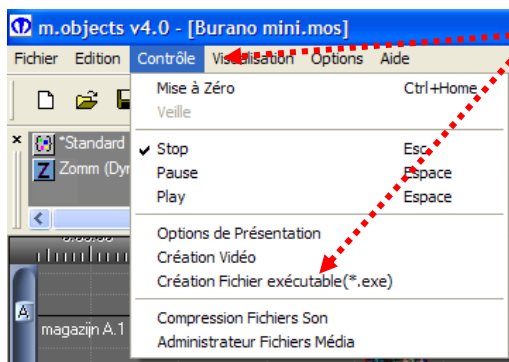 m.objects v4.0 - [Burano mini.mos]
Fichier Edition Contrôle Visualisation Options Aide
Mise à Zéro Ctrl+Home
Veille
*Standard
Stop Esc
Z Zomm (Dyn
Pause Espace
Play Espace
Options de Présentation
Création Vidéo
Création Fichier exécutable(*.exe)
Compression Fichiers Son
A magazijn A.1
Administrateur Fichiers Média